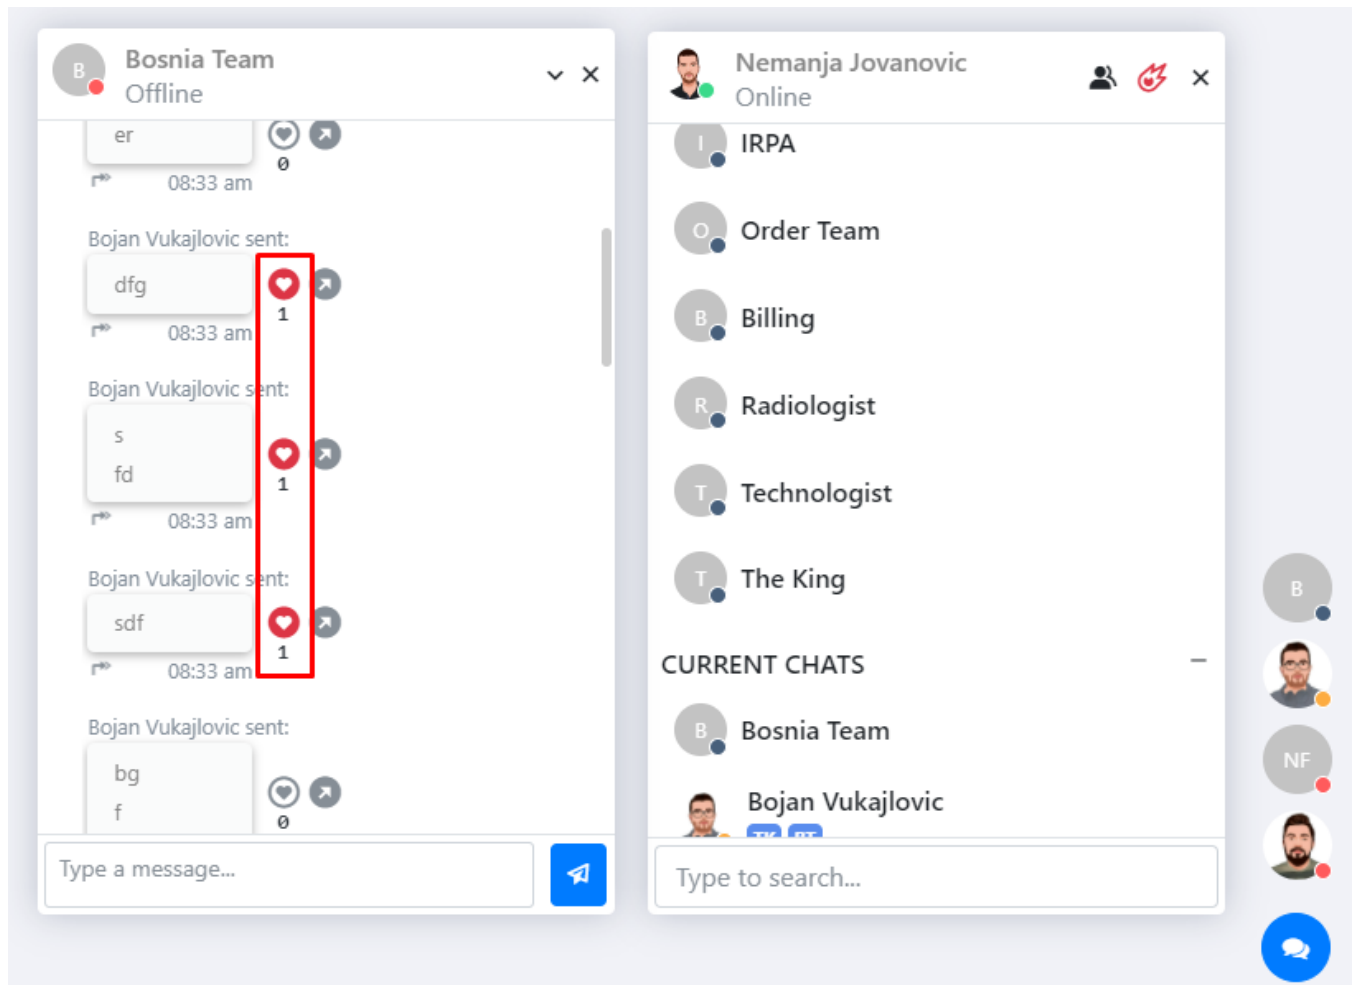 B
Bosnia Team
Offline
er
0
08:33 am
Bojan Vukajlovic sent:
dfg
1
08:33 am
Bojan Vukajlovic sent:
s
fd
1
08:33 am
Bojan Vukajlovic sent:
sdf
1
08:33 am
Bojan Vukajlovic sent:
bg
f
0
Type a message...
Nemanja Jovanovic
Online
I
IRPA
O
Order Team
B
Billing
R
Radiologist
T
Technologist
T
The King
CURRENT CHATS
B
Bosnia Team
Bojan Vukajlovic
TK BT
Type to search...
B
NF